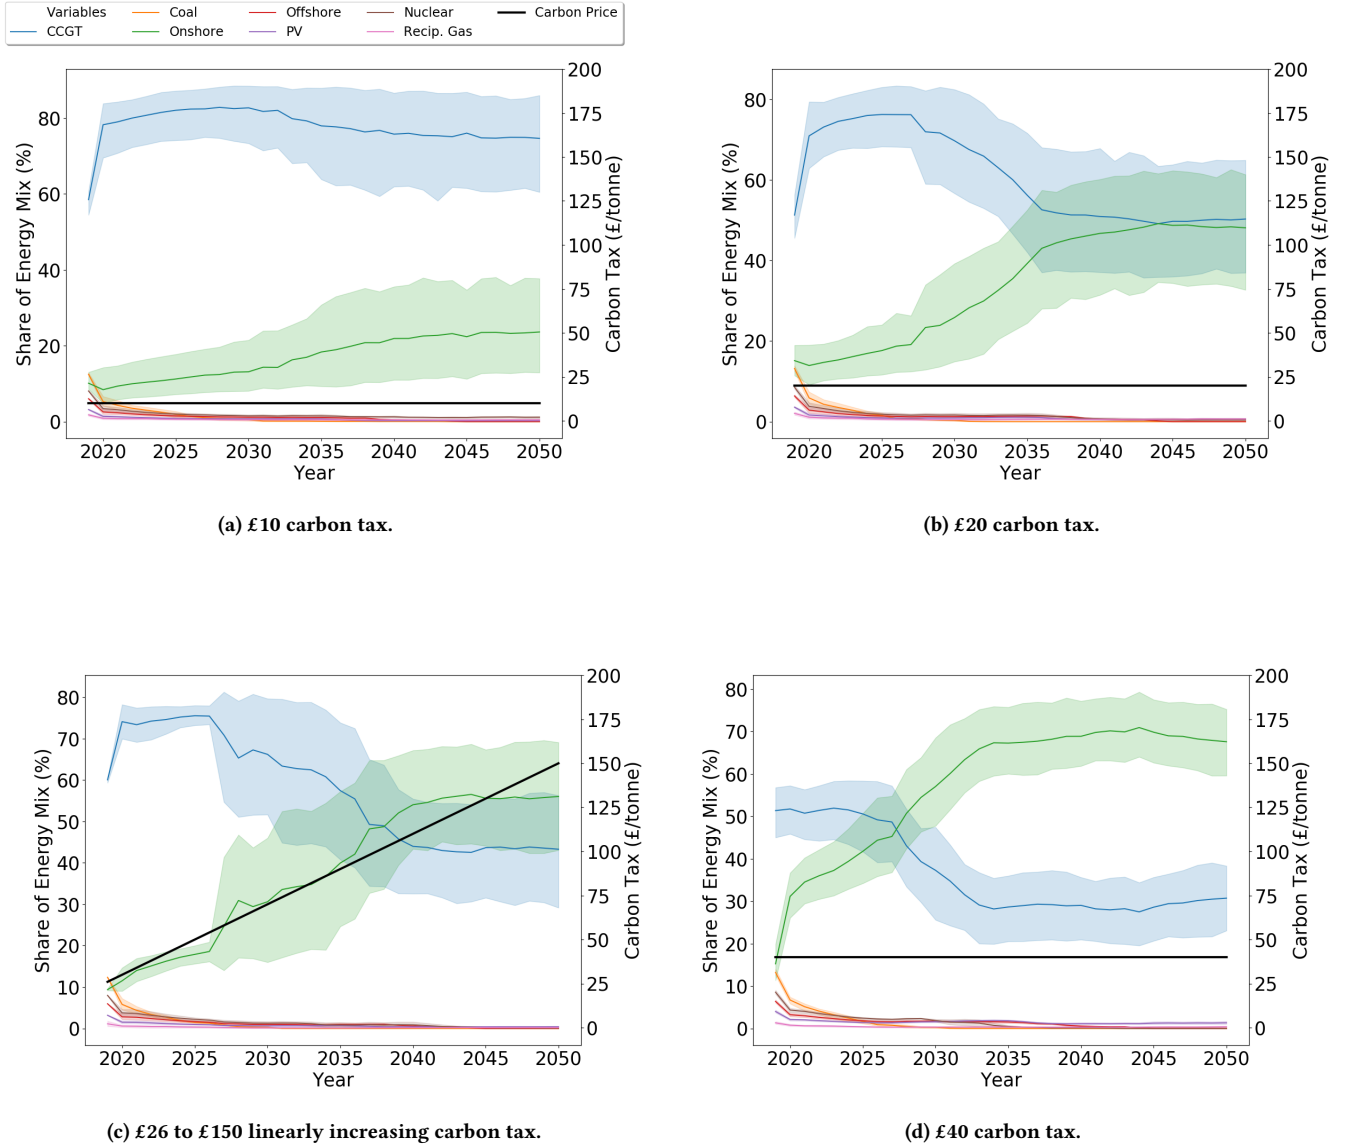 Variables Coal Offshore Nuclear Carbon Price
CCGT Onshore PV Recip. Gas
Share of Energy Mix (%)
80
60
40
20
0
2020 2025 2030 2035 2040 2045 2050
Year
200
175
150
125
100
75
50
25
0
Carbon Tax (£/tonne)
(a) £10 carbon tax.
Share of Energy Mix (%)
80
60
40
20
0
2020 2025 2030 2035 2040 2045 2050
Year
200
175
150
125
100
75
50
25
0
Carbon Tax (£/tonne)
(b) £20 carbon tax.
Share of Energy Mix (%)
80
70
60
50
40
30
20
10
0
2020 2025 2030 2035 2040 2045 2050
Year
200
175
150
125
100
75
50
25
0
Carbon Tax (£/tonne)
(c) £26 to £150 linearly increasing carbon tax.
Share of Energy Mix (%)
80
70
60
50
40
30
20
10
0
2020 2025 2030 2035 2040 2045 2050
Year
200
175
150
125
100
75
50
25
0
Carbon Tax (£/tonne)
(d) £40 carbon tax.